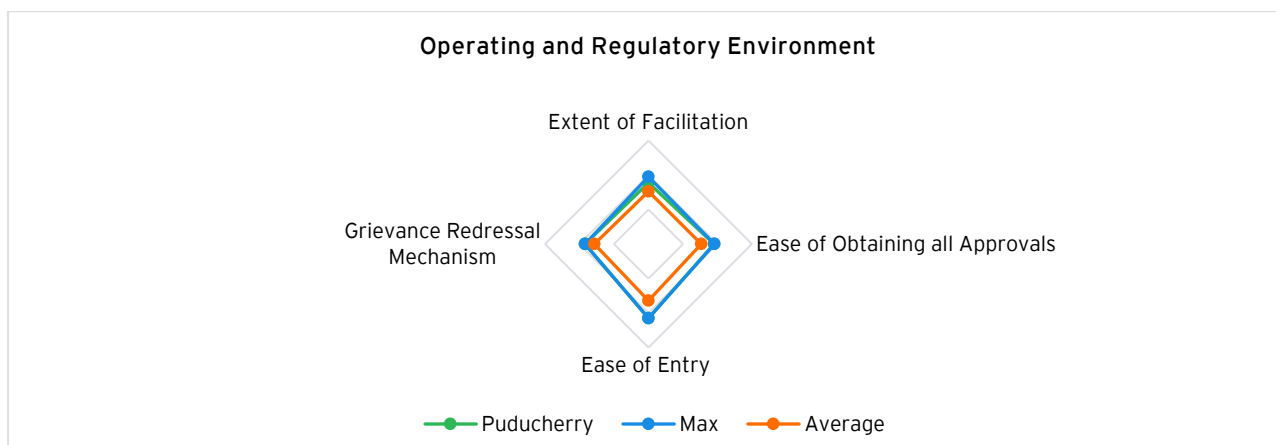 Operating and Regulatory Environment
Extent of Facilitation
Grievance Redressal
Mechanism
Ease of Obtaining all Approvals
Ease of Entry
Puducherry
Max
Average